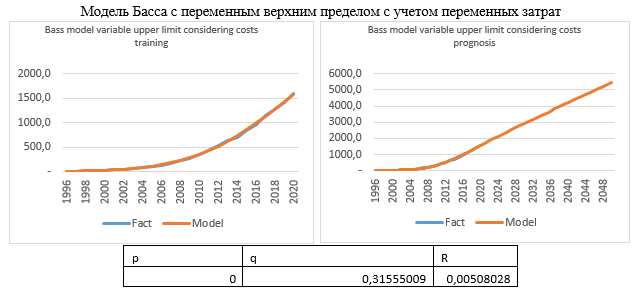 Модель Басса с переменным верхним пределом с учетом переменных затрат
Bass model variable upper limit considering costs
training
2000,0
1500,0
1000,0
500,0
-
1996 1998 2000 2002 2004 2006 2008 2010 2012 2014 2016 2018 2020
Fact Model
Bass model variable upper limit considering costs
prognosis
6000,0
5000,0
4000,0
3000,0
2000,0
1000,0
-
1996 2000 2004 2008 2012 2016 2020 2024 2028 2032 2036 2040 2044 2048
Fact Model
p q R
0 0,31555009 0,00508028